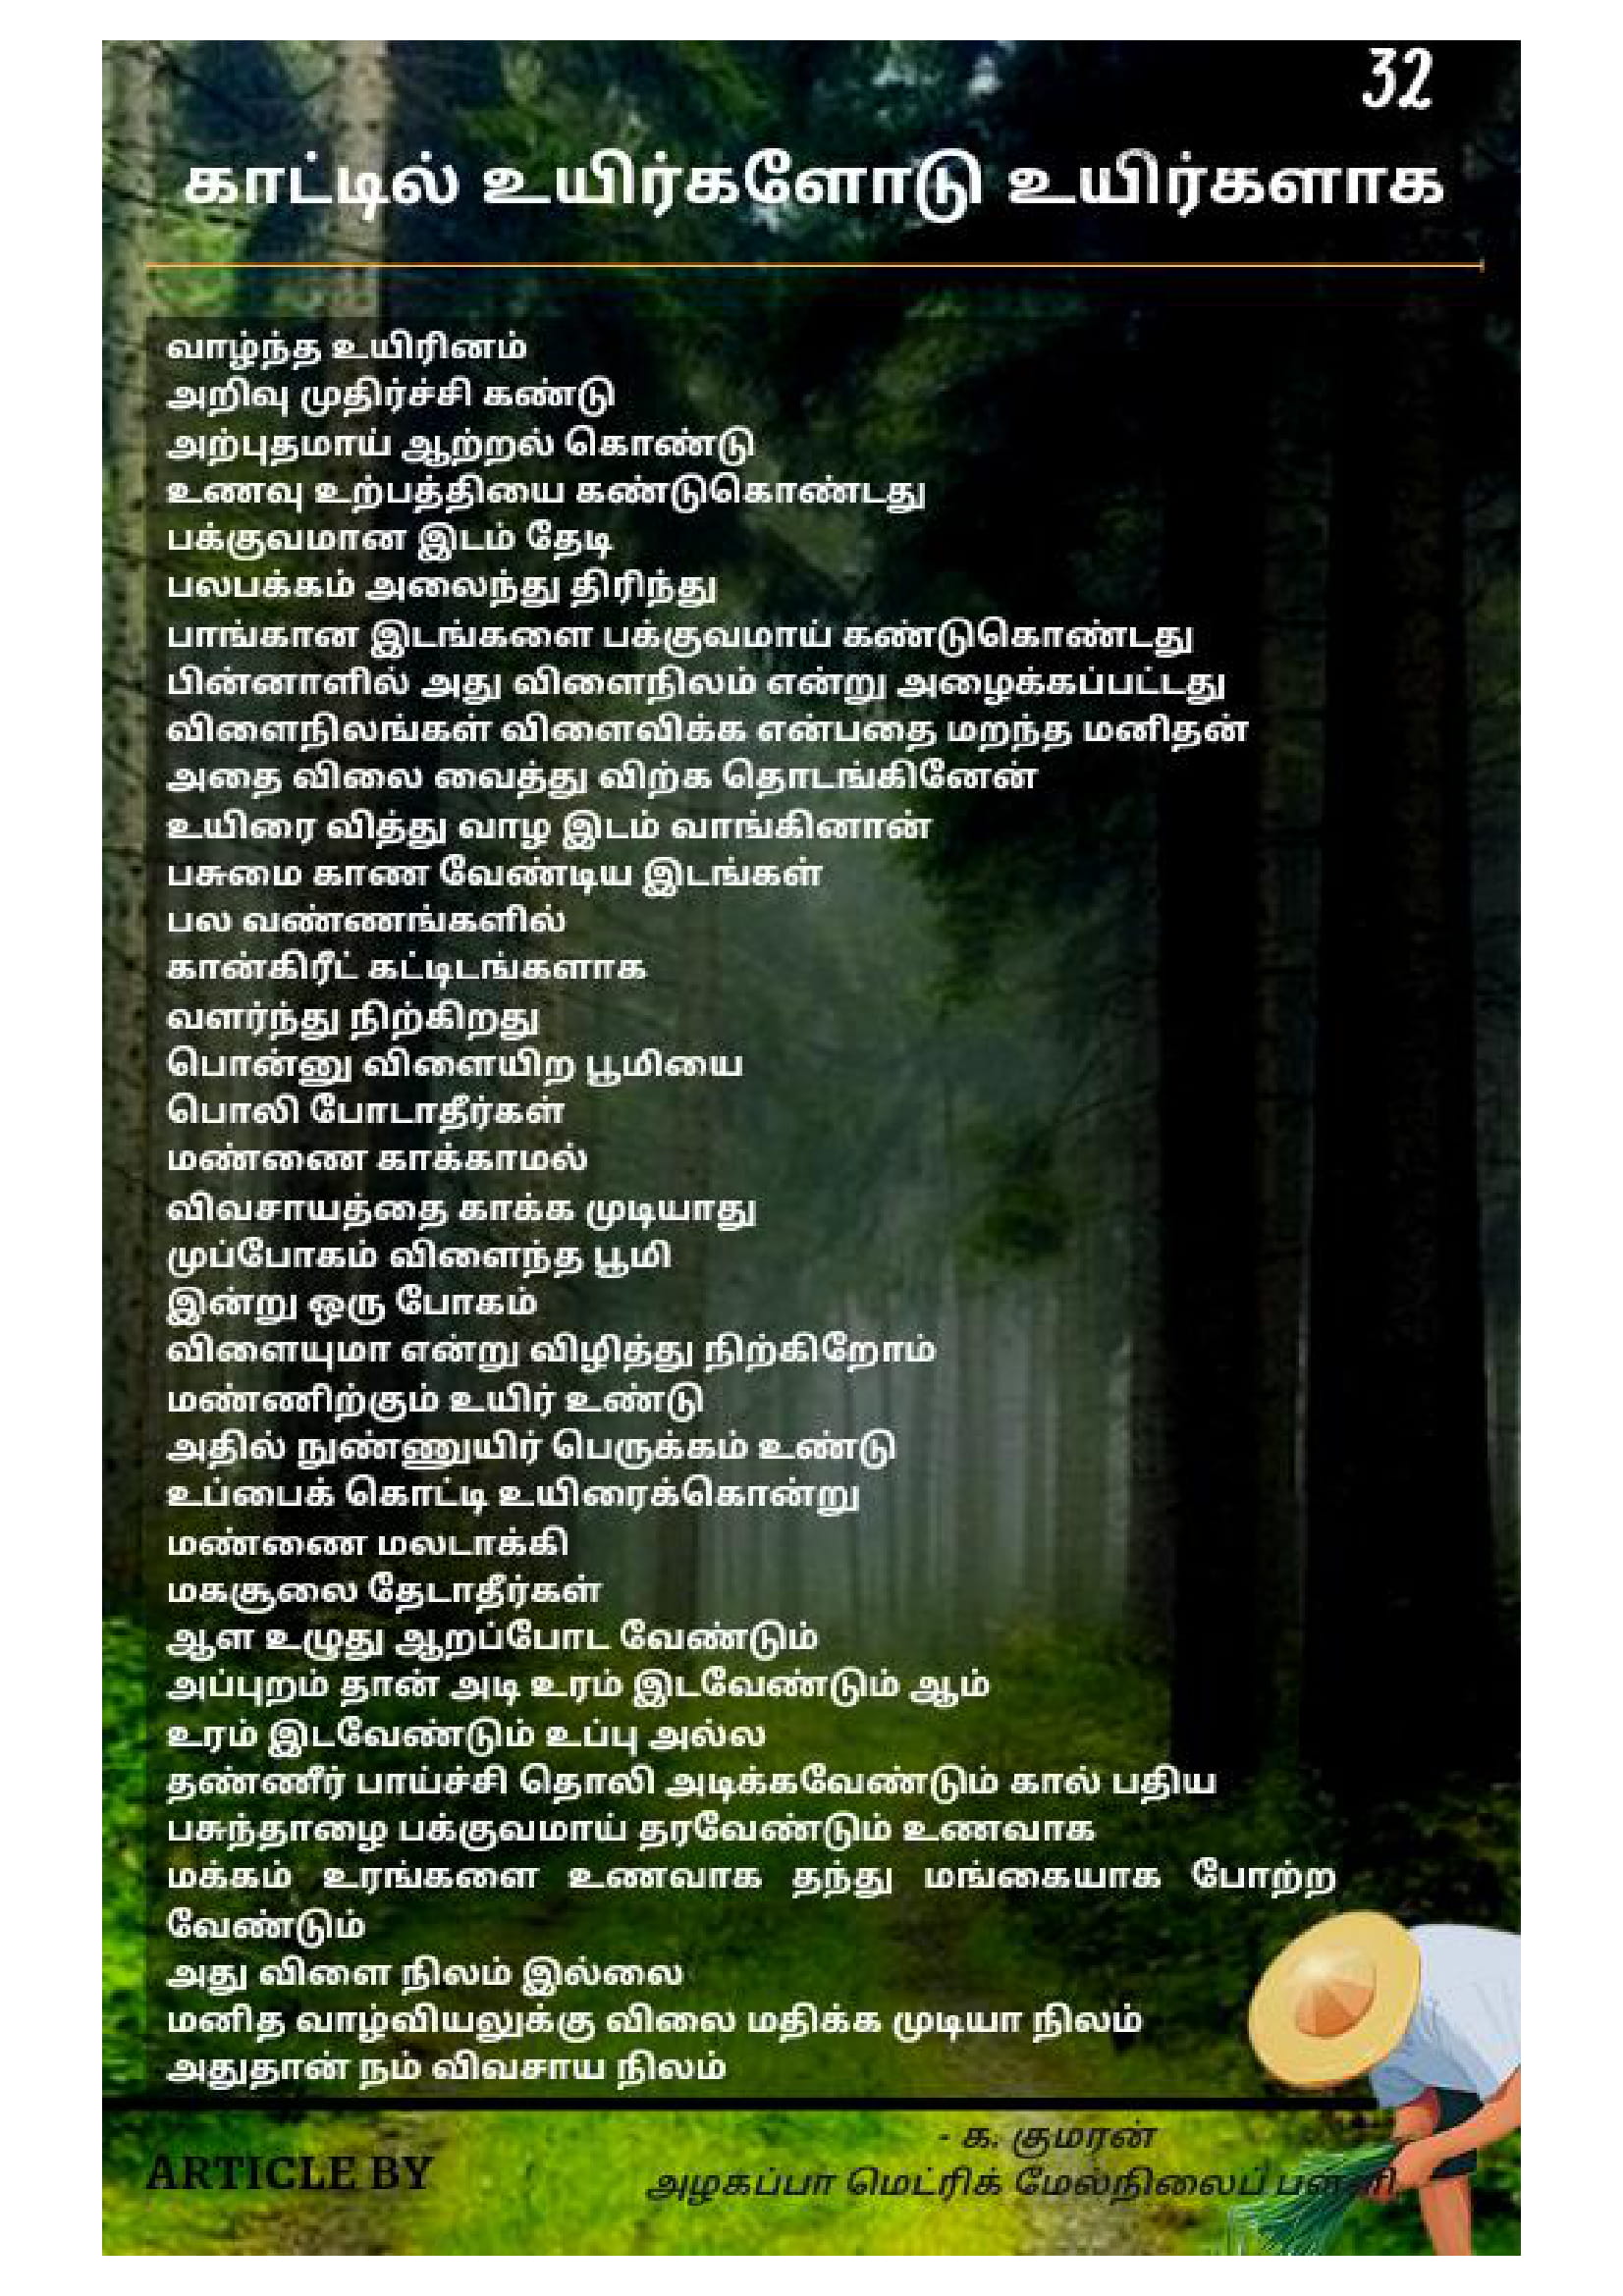 32
காட்டில் உயிர்களோடு உயிர்களாக
வாழ்ந்த உயிரினம்
அறிவு முதிர்ச்சி கண்டு
அற்புதமாய் ஆற்றல் கொண்டு
உணவு உற்பத்தியை கண்டுகொண்டது
பக்குவமான இடம் தேடி
பலபக்கம் அலைந்து திரிந்து
பாங்கான இடங்களை பக்குவமாய் கண்டுகொண்டது
பின்னாளில் அது விளைநிலம் என்று அழைக்கப்பட்டது
விளைநிலங்கள் விளைவிக்க என்பதை மறந்த மனிதன்
அதை விலை வைத்து விற்க தொடங்கினேன்
உயிரை வித்து வாழ இடம் வாங்கினான்
பசுமை காண வேண்டிய இடங்கள்
பல வண்ணங்களில்
கான்கிரீட் கட்டிடங்களாக
வளர்ந்து நிற்கிறது
பொன்னு விளையிற பூமியை
பொலி போடாதீர்கள்
மண்ணை காக்காமல்
விவசாயத்தை காக்க முடியாது
முப்போகம் விளைந்த பூமி
இன்று ஒரு போகம்
விளையுமா என்று விழித்து நிற்கிறோம்
மண்ணிற்கும் உயிர் உண்டு
அதில் நுண்ணுயிர் பெருக்கம் உண்டு
உப்பைக் கொட்டி உயிரைக்கொன்று
மண்ணை மலடாக்கி
மகசூலை தேடாதீர்கள்
ஆள உழுது ஆறப்போட வேண்டும்
அப்புறம் தான் அடி உரம் இடவேண்டும் ஆம்
உரம் இடவேண்டும் உப்பு அல்ல
தண்ணீர் பாய்ச்சி தொலி அடிக்கவேண்டும் கால் பதிய
பசுந்தாழை பக்குவமாய் தரவேண்டும் உணவாக
மக்கம் உரங்களை உணவாக தந்து மங்கையாக போற்ற
வேண்டும்
அது விளை நிலம் இல்லை
மனித வாழ்வியலுக்கு விலை மதிக்க முடியா நிலம்
அதுதான் நம் விவசாய நிலம்
- க. குமரன்
ARTICLE BY
அழகப்பா மெட்ரிக் மேல்நிலைப்